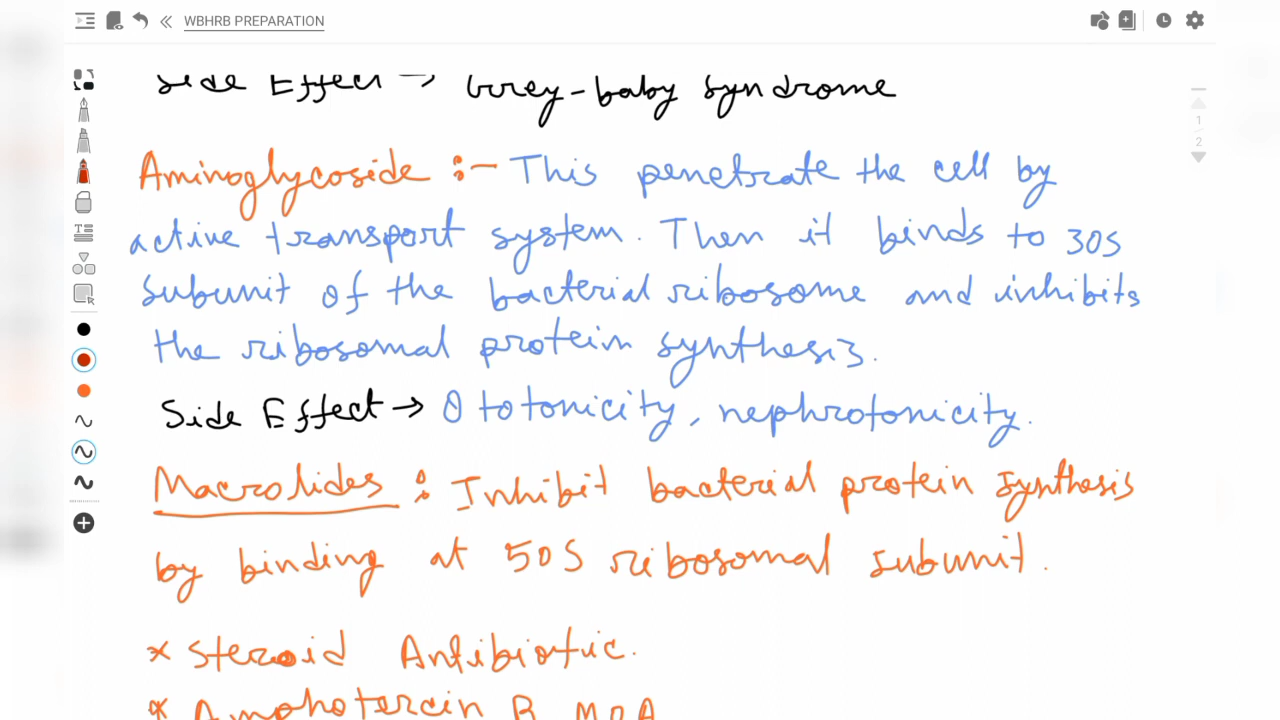 WBHRB PREPARATION
Side Effect → Grey-baby Syndrome
1
2
Aminoglycoside :- This penetrate the cell by
active transport system. Then it binds to 30S
subunit of the bacterial ribosome and inhibits
the ribosomal protein synthesis.
Side Effect → Ototonicity, nephrotonicity.
Macrolides : Inhibit bacterial protein synthesis
by binding at 50S ribosomal subunit.
* Steroid Antibiotic.
* Amphotercin B MOA